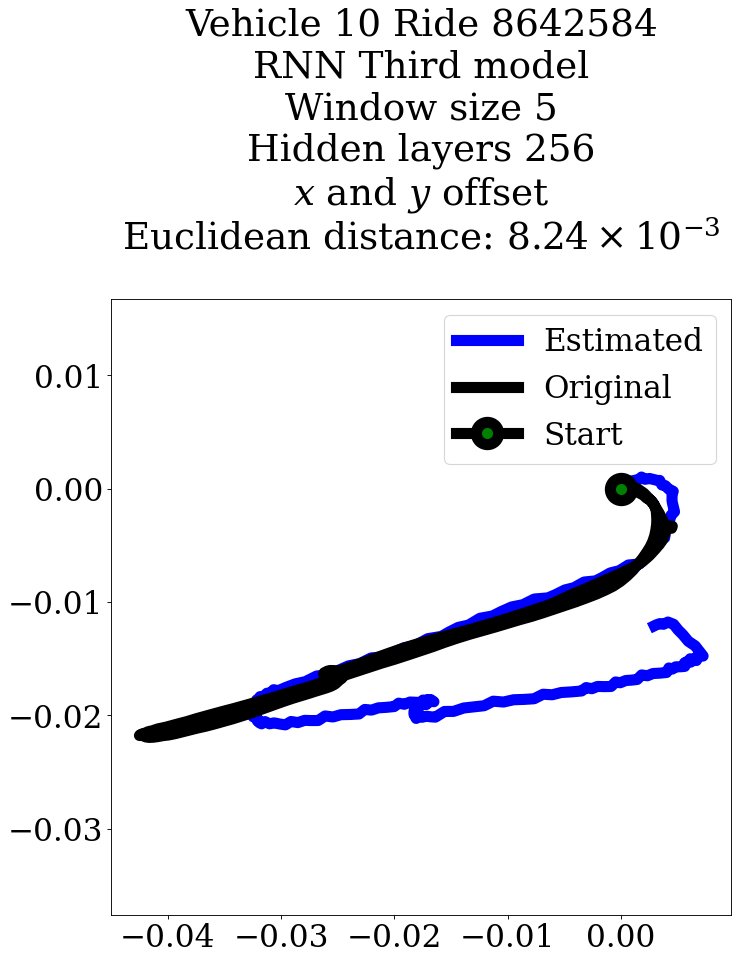 Vehicle 10 Ride 8642584
RNN Third model
Window size 5
Hidden layers 256
x and y offset
Euclidean distance: 8.24 × 10⁻³
Estimated
Original
Start
0.01
0.00
−0.01
−0.02
−0.03
−0.04 −0.03 −0.02 −0.01 0.00